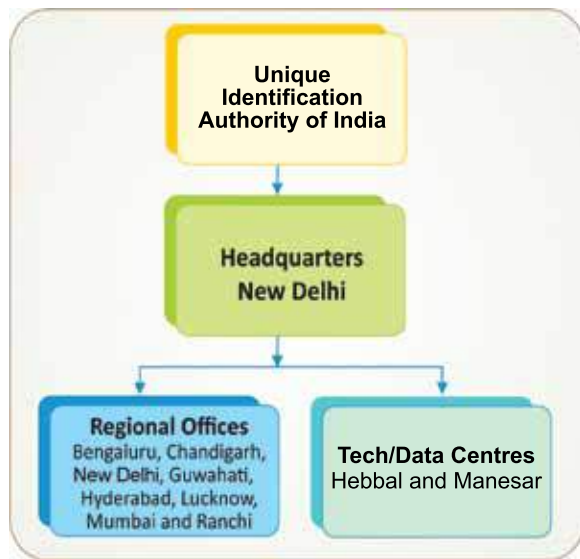 Unique
Identification
Authority of India
Headquarters
New Delhi
Regional Offices
Bengaluru, Chandigarh,
New Delhi, Guwahati,
Hyderabad, Lucknow,
Mumbai and Ranchi
Tech/Data Centres
Hebbal and Manesar